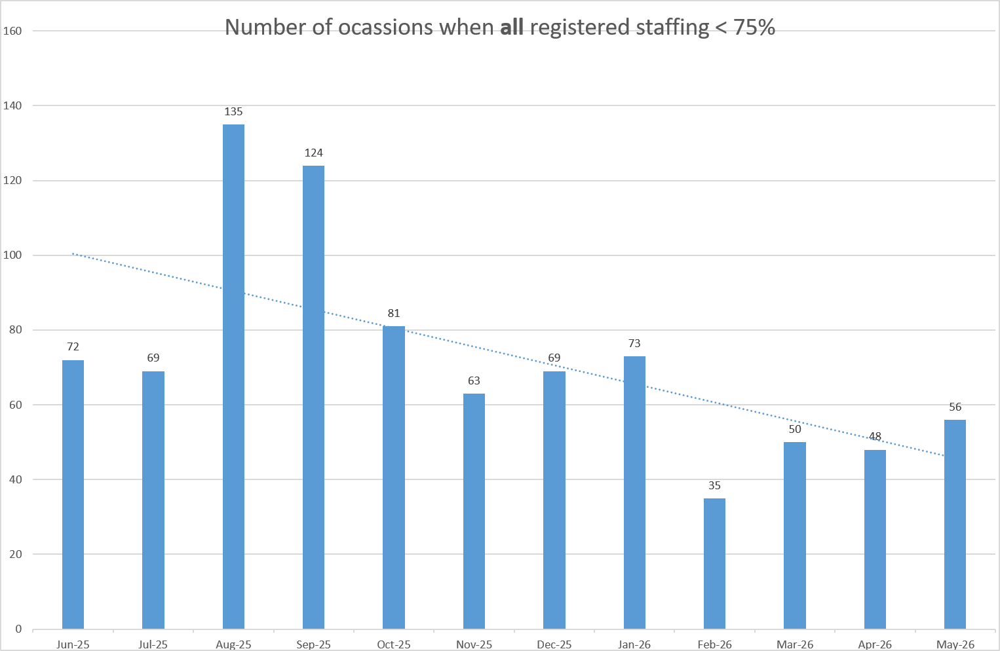 Number of ocassions when all registered staffing < 75%
160
140
120
100
80
60
40
20
0
72
69
135
124
81
63
69
73
35
50
48
56
Jun-25
Jul-25
Aug-25
Sep-25
Oct-25
Nov-25
Dec-25
Jan-26
Feb-26
Mar-26
Apr-26
May-26